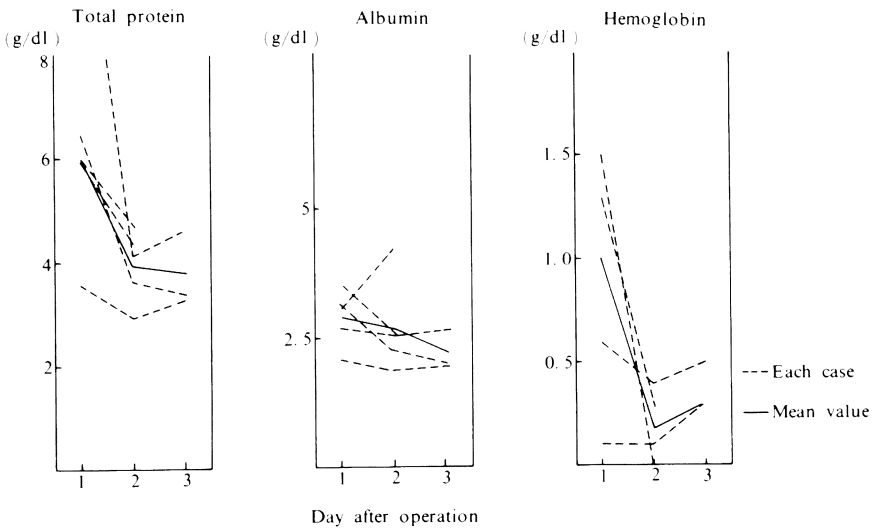 Total protein
(g/dl)
8
6
4
2
1 2 3
Albumin
(g/dl)
5
2.5
1 2 3
Hemoglobin
(g/dl)
1.5
1.0
0.5
1 2 3
Each case
Mean value
Day after operation